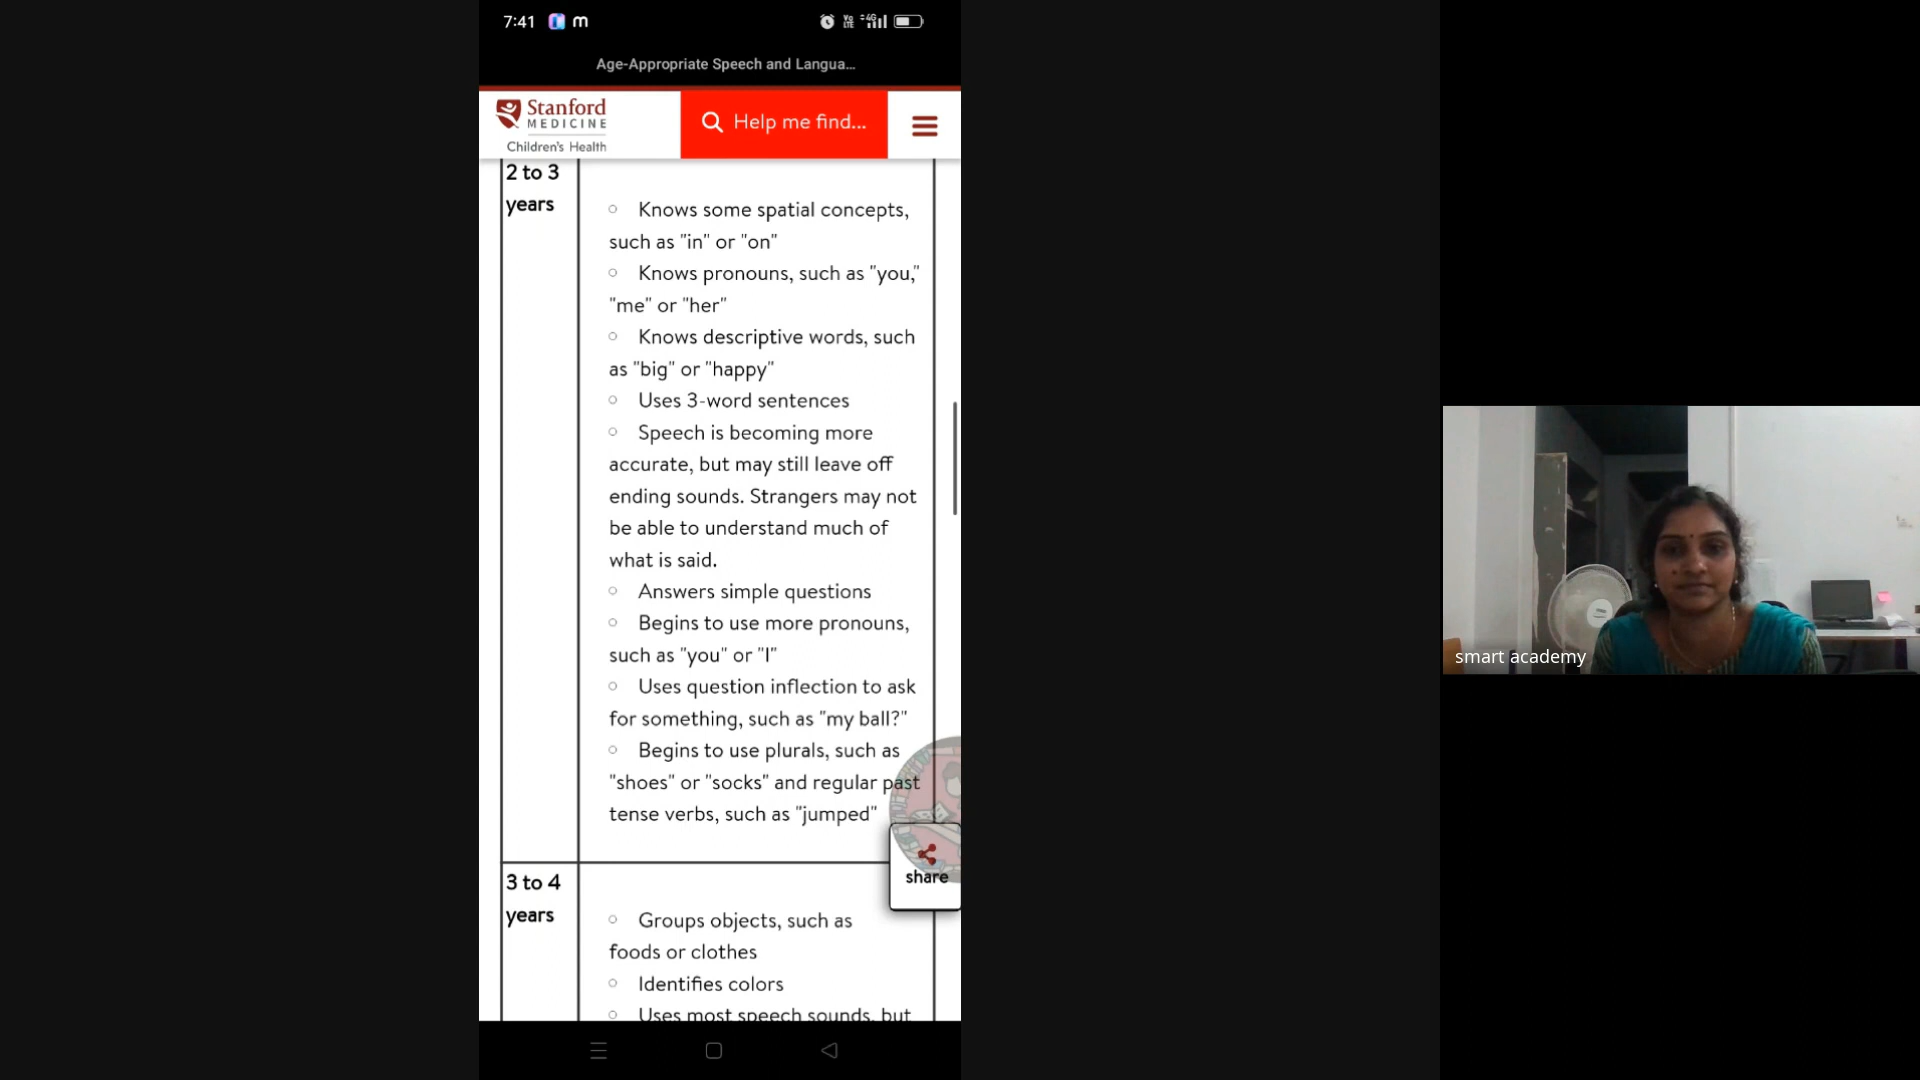 7:41 m
Age-Appropriate Speech and Langua...
Stanford
MEDICINE
Children's Health
Help me find...
2 to 3
years
Knows some spatial concepts,
such as "in" or "on"
Knows pronouns, such as "you,"
"me" or "her"
Knows descriptive words, such
as "big" or "happy"
Uses 3-word sentences
Speech is becoming more
accurate, but may still leave off
ending sounds. Strangers may not
be able to understand much of
what is said.
Answers simple questions
Begins to use more pronouns,
such as "you" or "I"
Uses question inflection to ask
for something, such as "my ball?"
Begins to use plurals, such as
"shoes" or "socks" and regular past
tense verbs, such as "jumped"
share
3 to 4
years
Groups objects, such as
foods or clothes
Identifies colors
Uses most speech sounds, but
smart academy